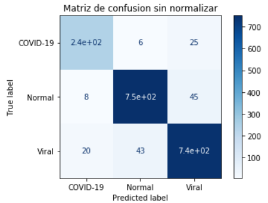 Matriz de confusion sin normalizar
COVID-19
2.4e+02
6
25
Normal
8
7.5e+02
45
Viral
20
43
7.4e+02
COVID-19
Normal
Viral
True label
Predicted label
700
600
500
400
300
200
100